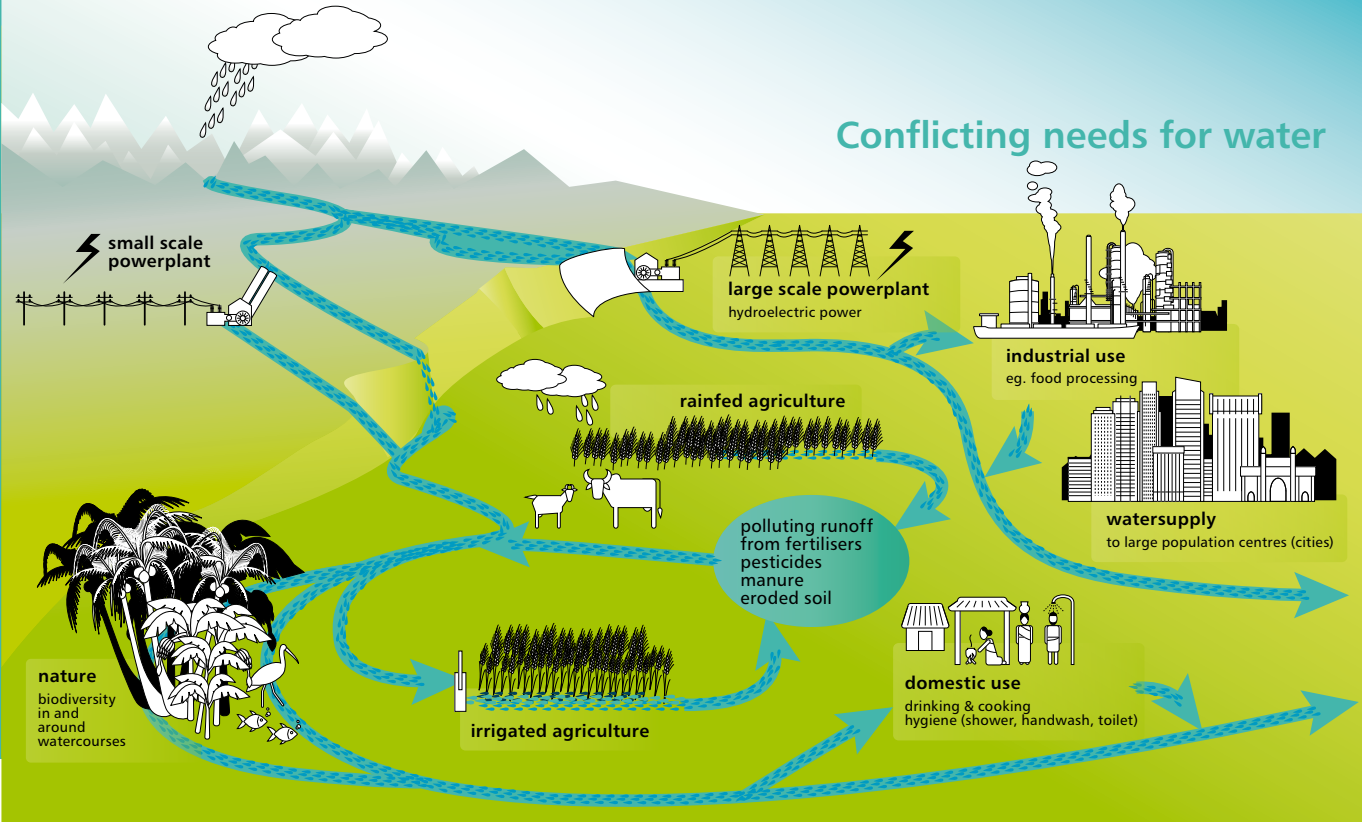 Conflicting needs for water
small scale
powerplant
large scale powerplant
hydroelectric power
industrial use
eg. food processing
rainfed agriculture
watersupply
to large population centres (cities)
polluting runoff
from fertilisers
pesticides
manure
eroded soil
nature
biodiversity
in and
around
watercourses
irrigated agriculture
domestic use
drinking & cooking
hygiene (shower, handwash, toilet)